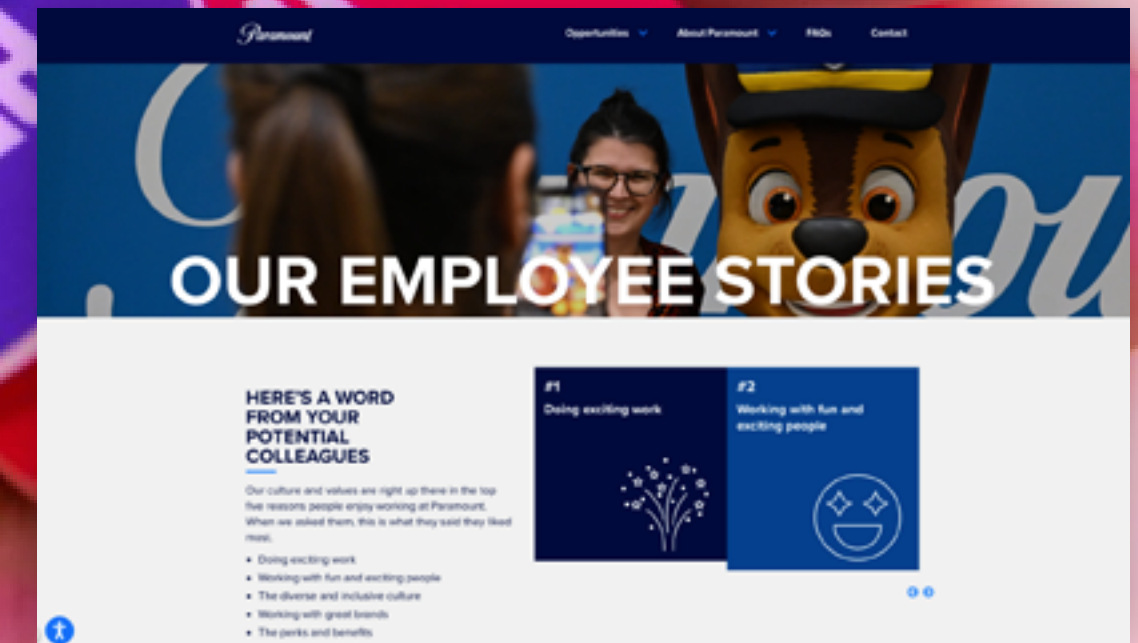 Paramount
Opportunities
About Paramount
FAQs
Contact
OUR EMPLOYEE STORIES
HERE'S A WORD
FROM YOUR
POTENTIAL
COLLEAGUES
Our culture and values are right up there in the top
five reasons people enjoy working at Paramount.
When we asked them, this is what they said they liked
most.
• Doing exciting work
• Working with fun and exciting people
• The diverse and inclusive culture
• Working with great brands
• The perks and benefits
#1
Doing exciting work
#2
Working with fun and
exciting people